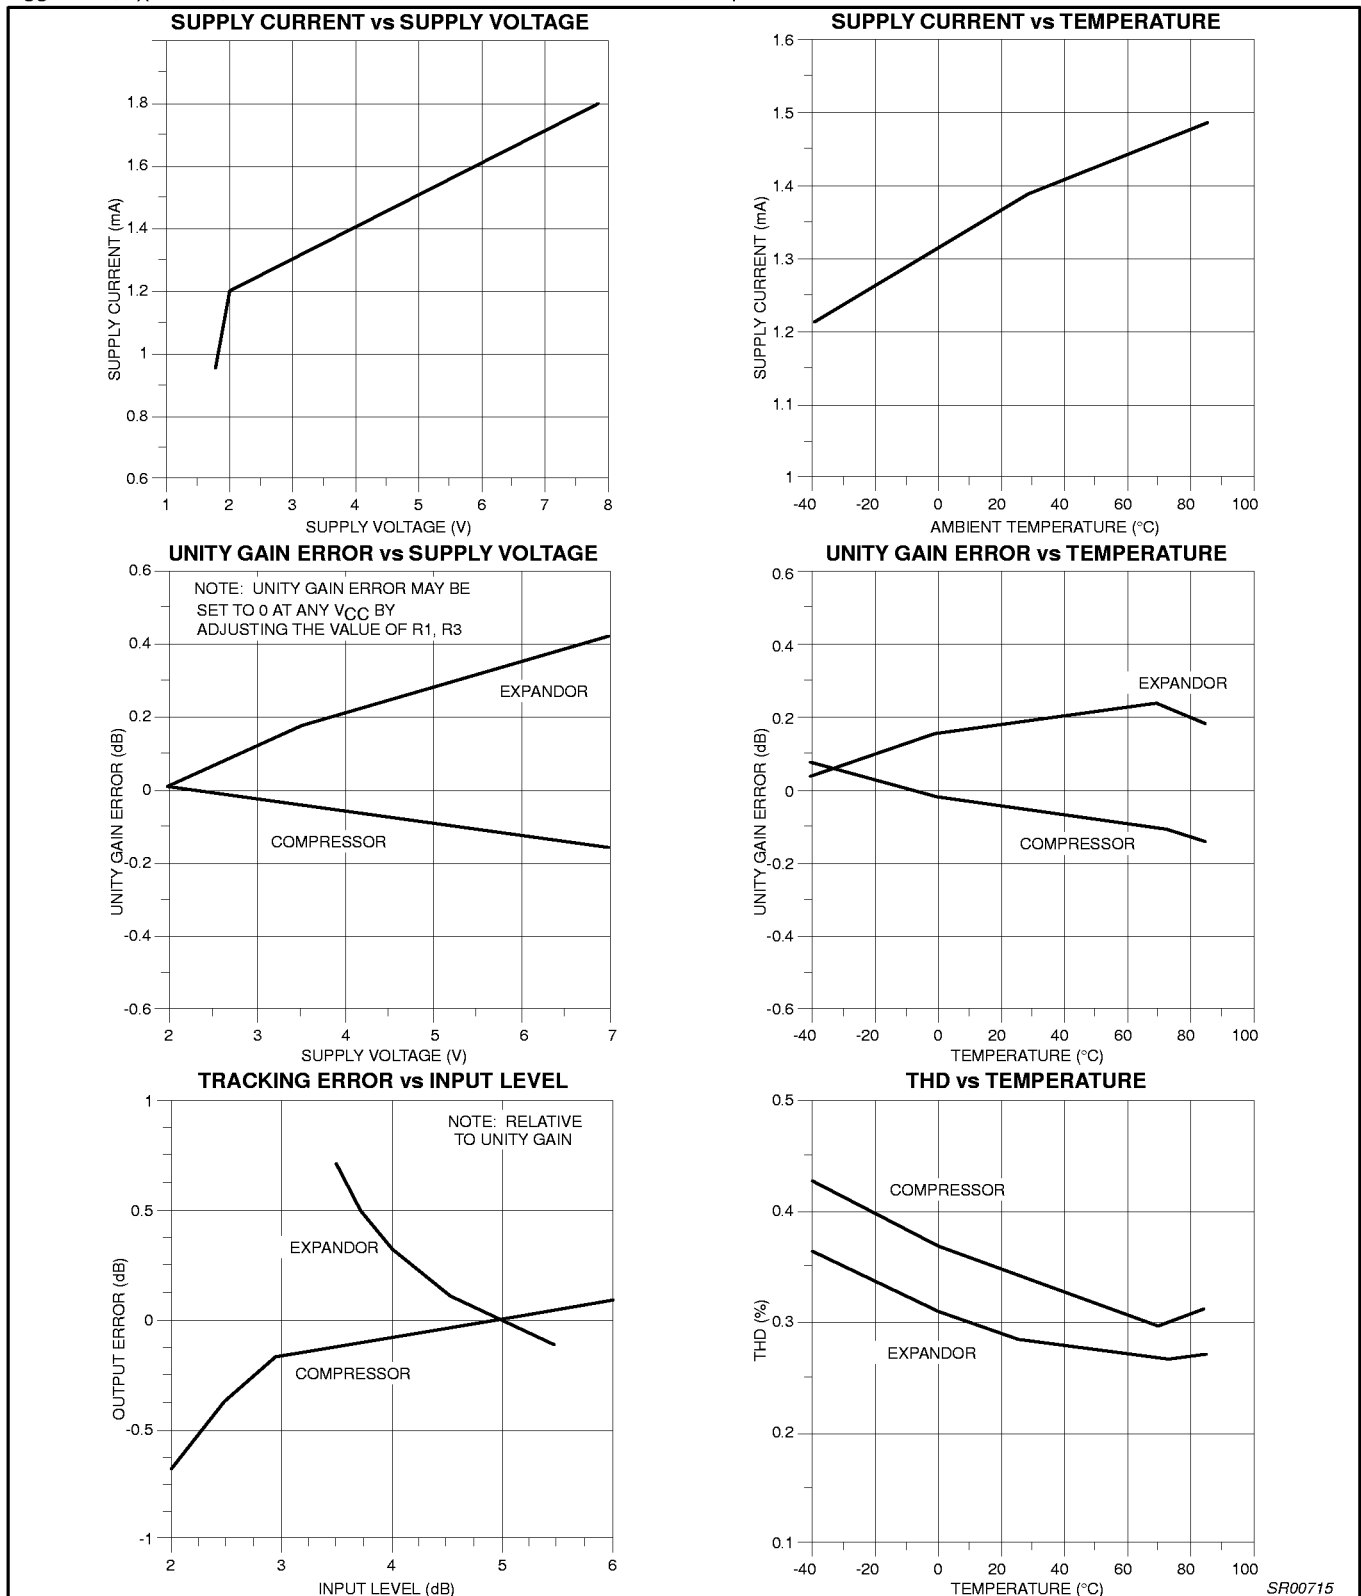 SUPPLY CURRENT vs SUPPLY VOLTAGE
1.8
1.6
1.4
1.2
1
0.8
0.6
SUPPLY CURRENT (mA)
1 2 3 4 5 6 7 8
SUPPLY VOLTAGE (V)
SUPPLY CURRENT vs TEMPERATURE
1.6
1.5
1.4
1.3
1.2
1.1
1
SUPPLY CURRENT (mA)
-40 -20 0 20 40 60 80 100
AMBIENT TEMPERATURE (°C)
UNITY GAIN ERROR vs SUPPLY VOLTAGE
NOTE: UNITY GAIN ERROR MAY BE
SET TO 0 AT ANY VCC BY
ADJUSTING THE VALUE OF R1, R3
0.6
0.4
0.2
0
-0.2
-0.4
-0.6
UNITY GAIN ERROR (dB)
EXPANDOR
COMPRESSOR
2 3 4 5 6 7
SUPPLY VOLTAGE (V)
UNITY GAIN ERROR vs TEMPERATURE
0.6
0.4
0.2
0
-0.2
-0.4
-0.6
UNITY GAIN ERROR (dB)
EXPANDOR
COMPRESSOR
-40 -20 0 20 40 60 80 100
TEMPERATURE (°C)
TRACKING ERROR vs INPUT LEVEL
NOTE: RELATIVE
TO UNITY GAIN
1
0.5
0
-0.5
-1
OUTPUT ERROR (dB)
EXPANDOR
COMPRESSOR
2 3 4 5 6
INPUT LEVEL (dB)
THD vs TEMPERATURE
0.5
0.4
0.3
0.2
0.1
THD (%)
COMPRESSOR
EXPANDOR
-40 -20 0 20 40 60 80 100
TEMPERATURE (°C)
SR00715